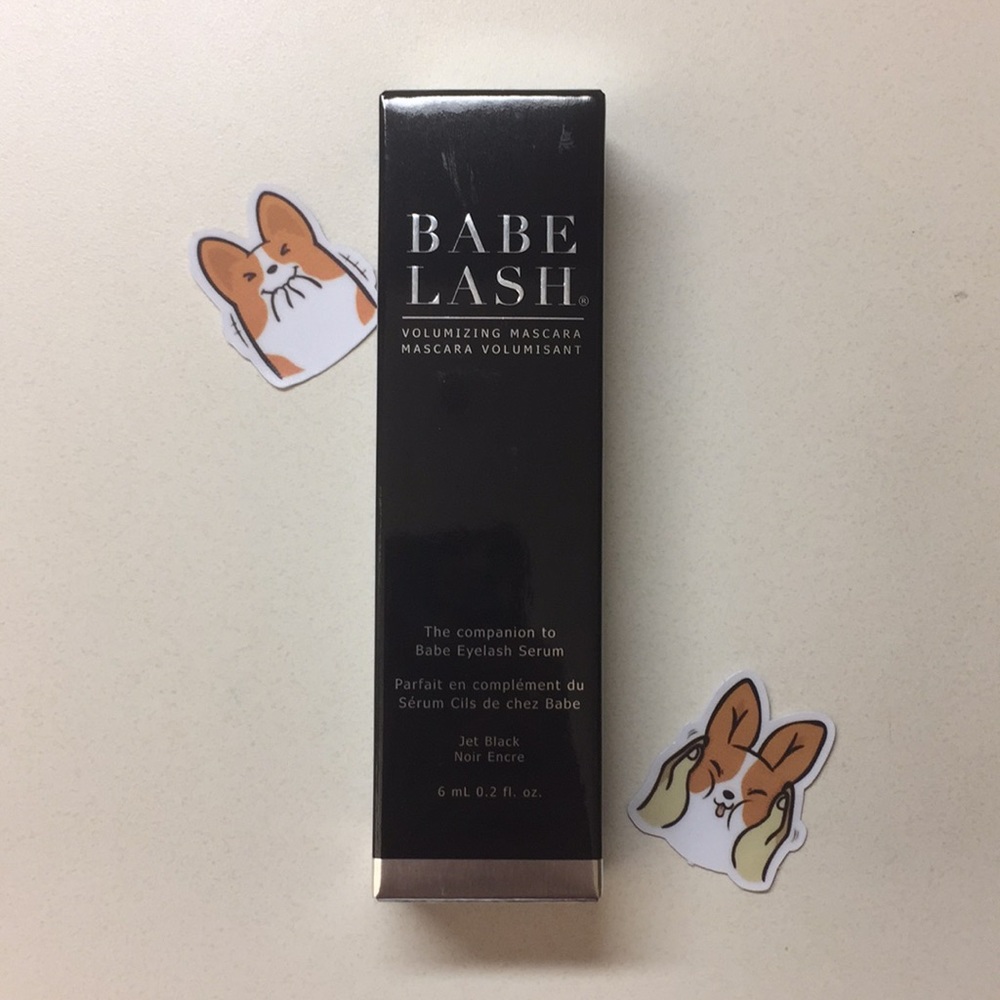 BABE
LASH®
VOLUMIZING MASCARA
MASCARA VOLUMISANT
The companion to
Babe Eyelash Serum
Parfait en complément du
Sérum Cils de chez Babe
Jet Black
Noir Encre
6 mL 0.2 fl. oz.